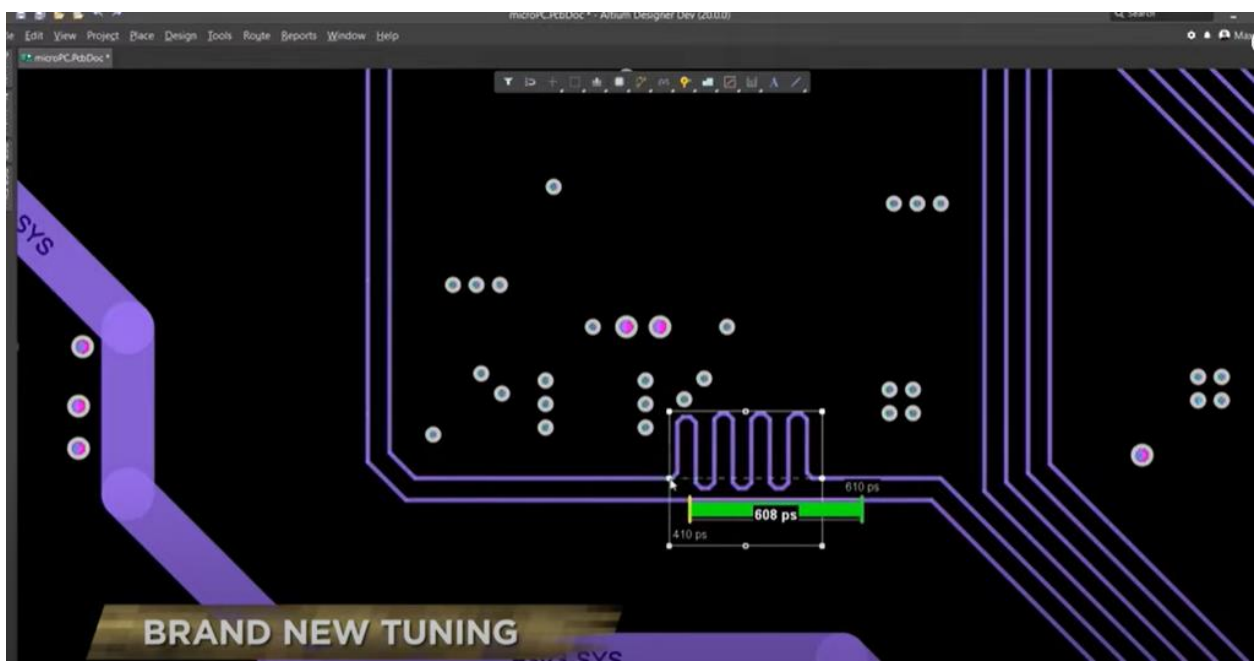 microPC.PcbDoc * - Altium Designer Dev (20.0.0)
Search
Edit View Project Place Design Tools Route Reports Window Help
microPC.PcbDoc *
SYS
610 ps
608 ps
410 ps
BRAND NEW TUNING
SYS